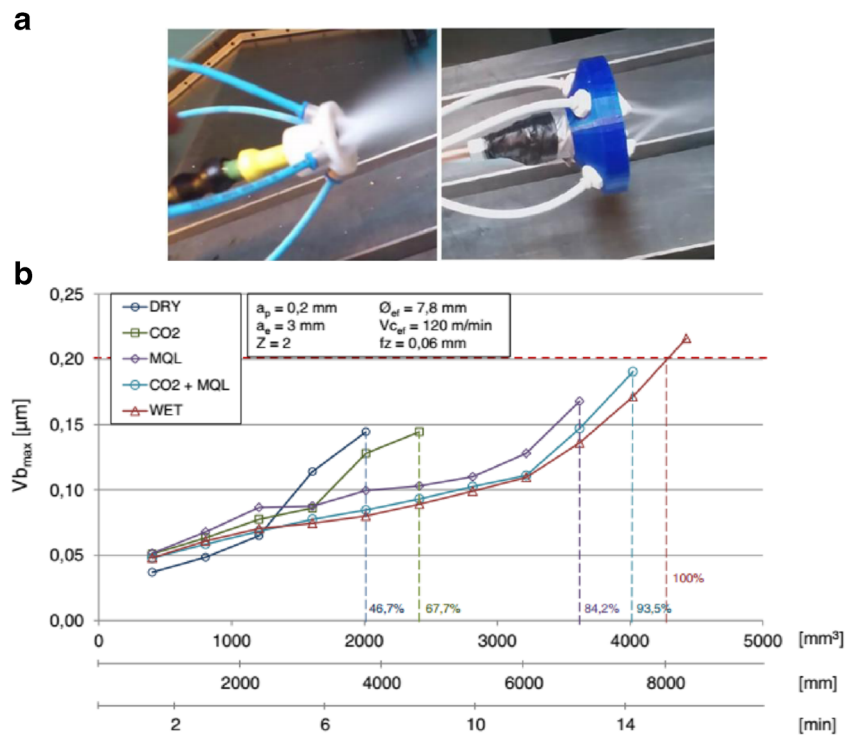 a
b
0,25
0,20
0,15
0,10
0,05
0,00
Vbmax [µm]
DRY
CO2
MQL
CO2 + MQL
WET
ap = 0,2 mm Øef = 7,8 mm
ae = 3 mm Vcef = 120 m/min
Z = 2 fz = 0,06 mm
100%
46,7% 67,7% 84,2% 93,5%
0 1000 2000 3000 4000 5000 [mm³]
2000 4000 6000 8000 [mm]
2 6 10 14 [min]